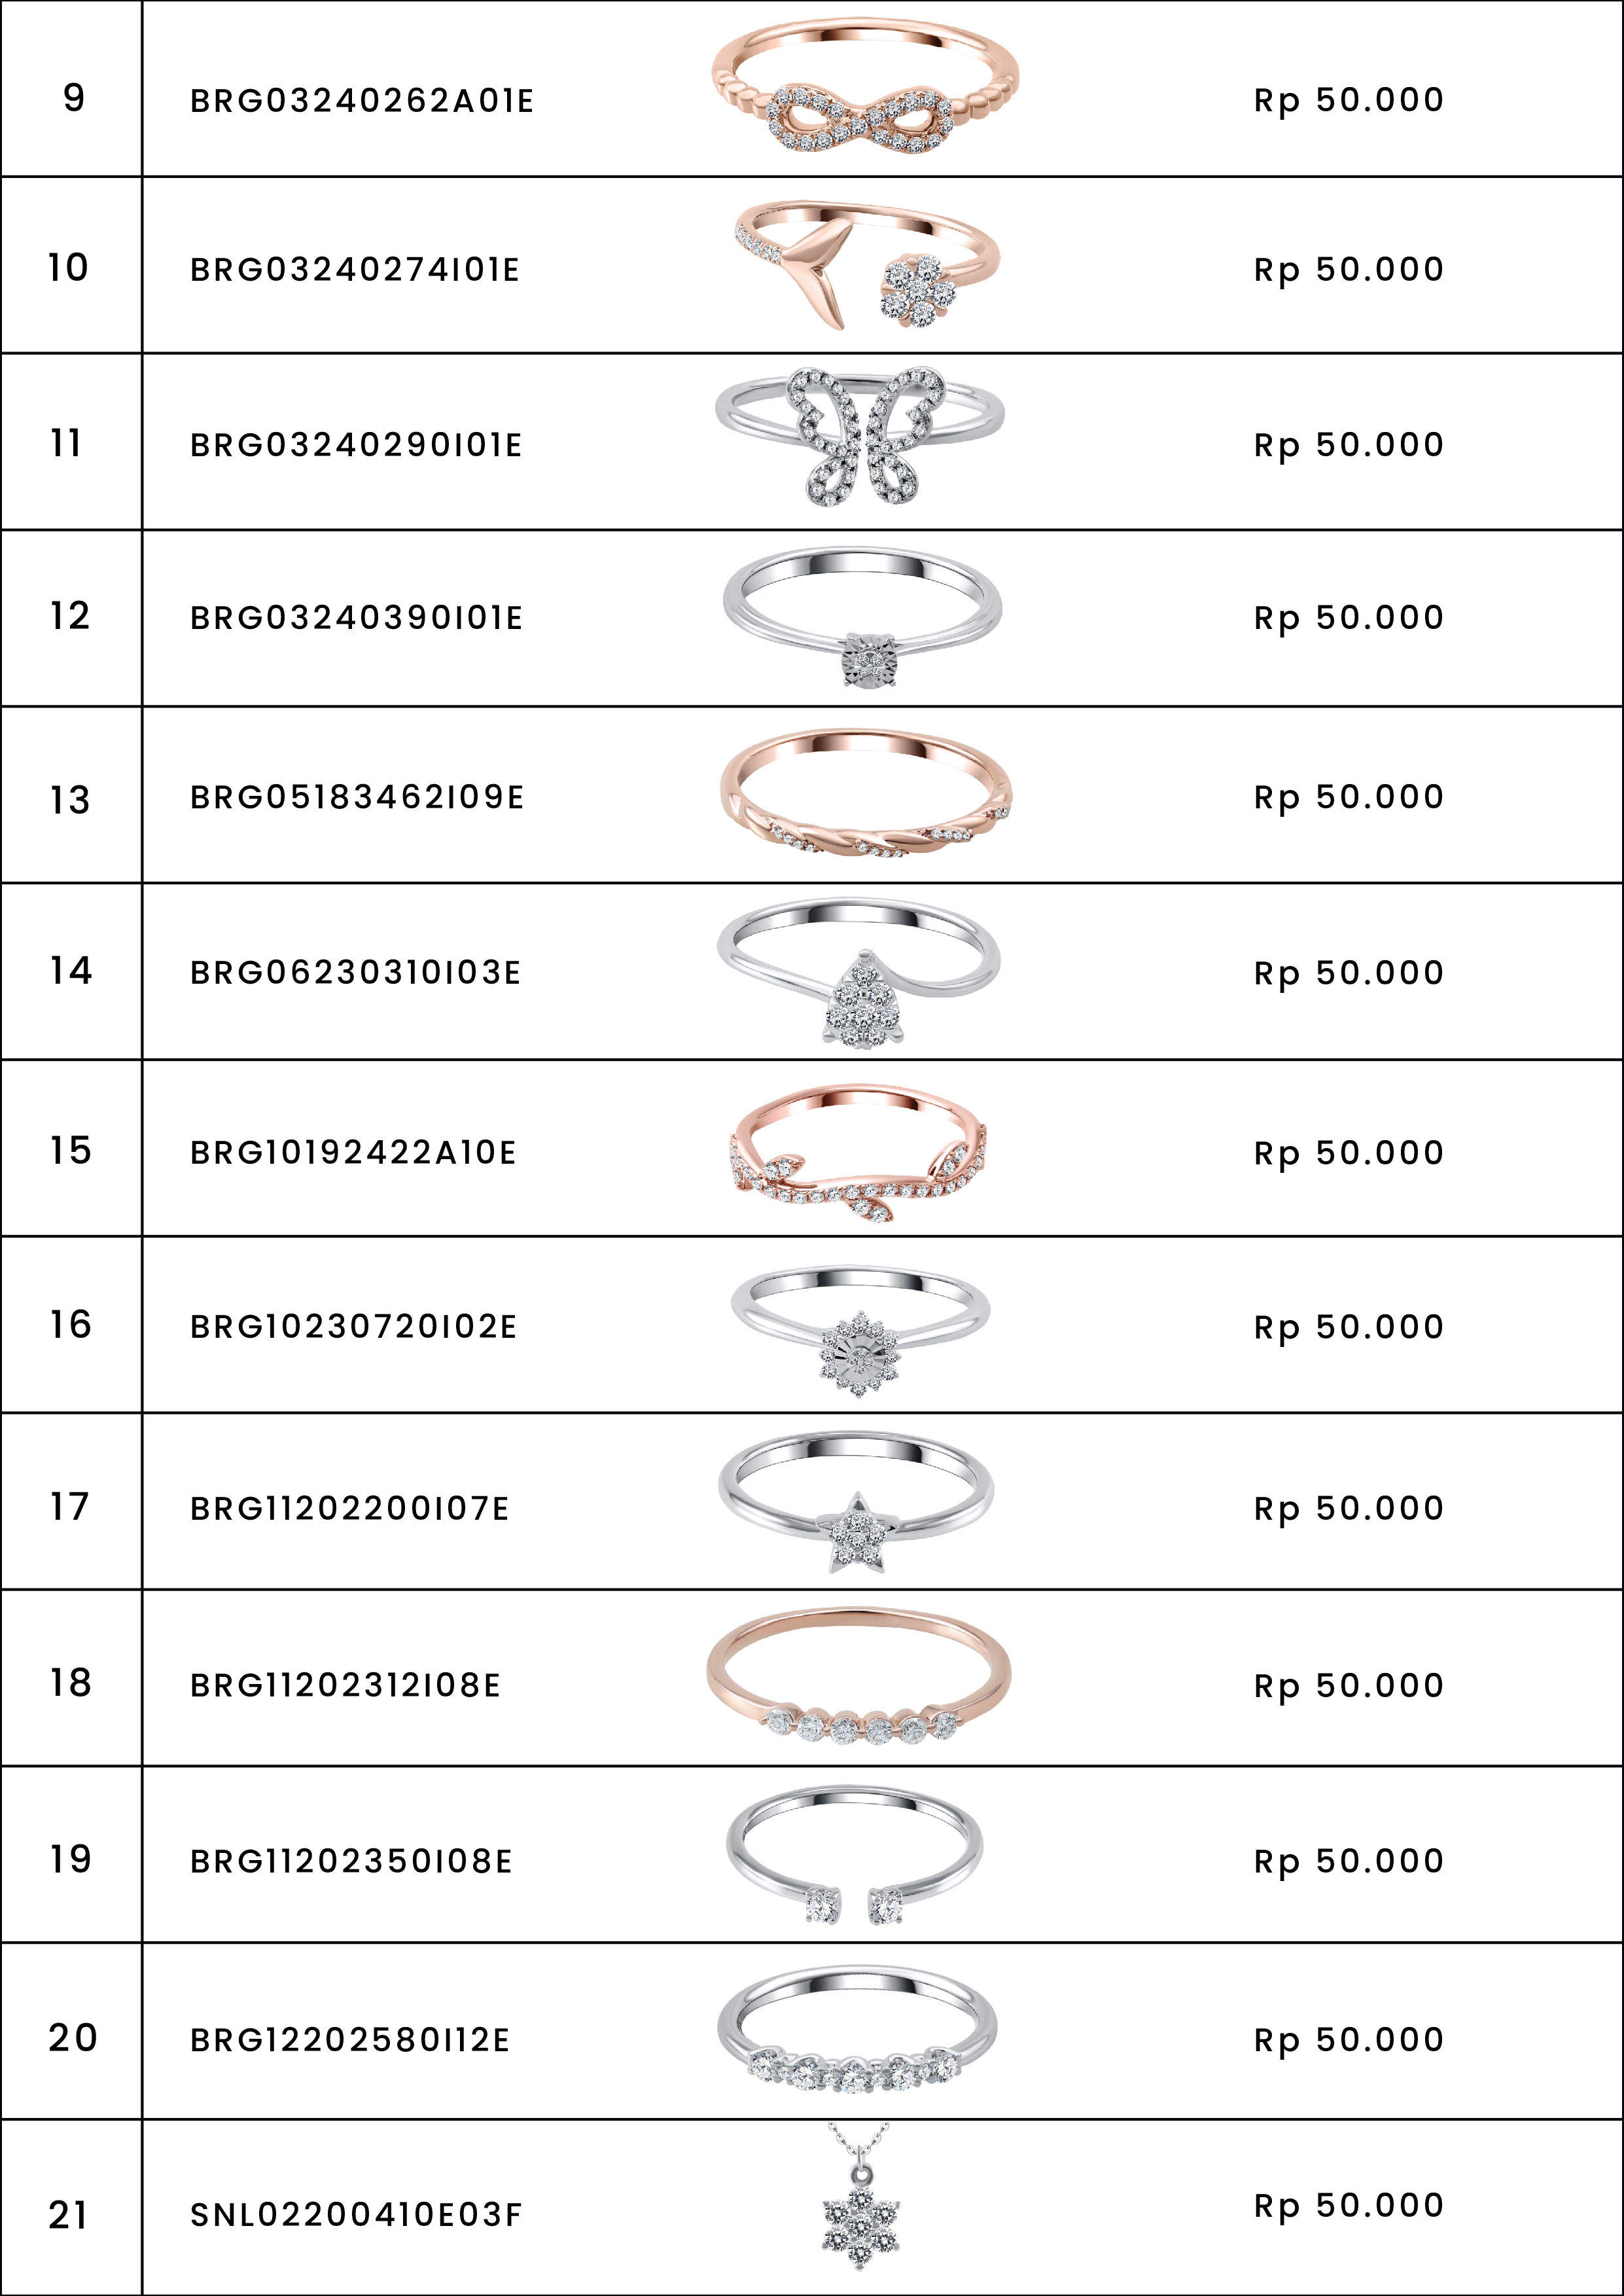 9 BRG03240262A01E Rp 50.000
10 BRG03240274I01E Rp 50.000
11 BRG03240290I01E Rp 50.000
12 BRG03240390I01E Rp 50.000
13 BRG05183462I09E Rp 50.000
14 BRG06230310I03E Rp 50.000
15 BRG10192422A10E Rp 50.000
16 BRG10230720I02E Rp 50.000
17 BRG11202200I07E Rp 50.000
18 BRG11202312I08E Rp 50.000
19 BRG11202350I08E Rp 50.000
20 BRG12202580I12E Rp 50.000
21 SNL02200410E03F Rp 50.000